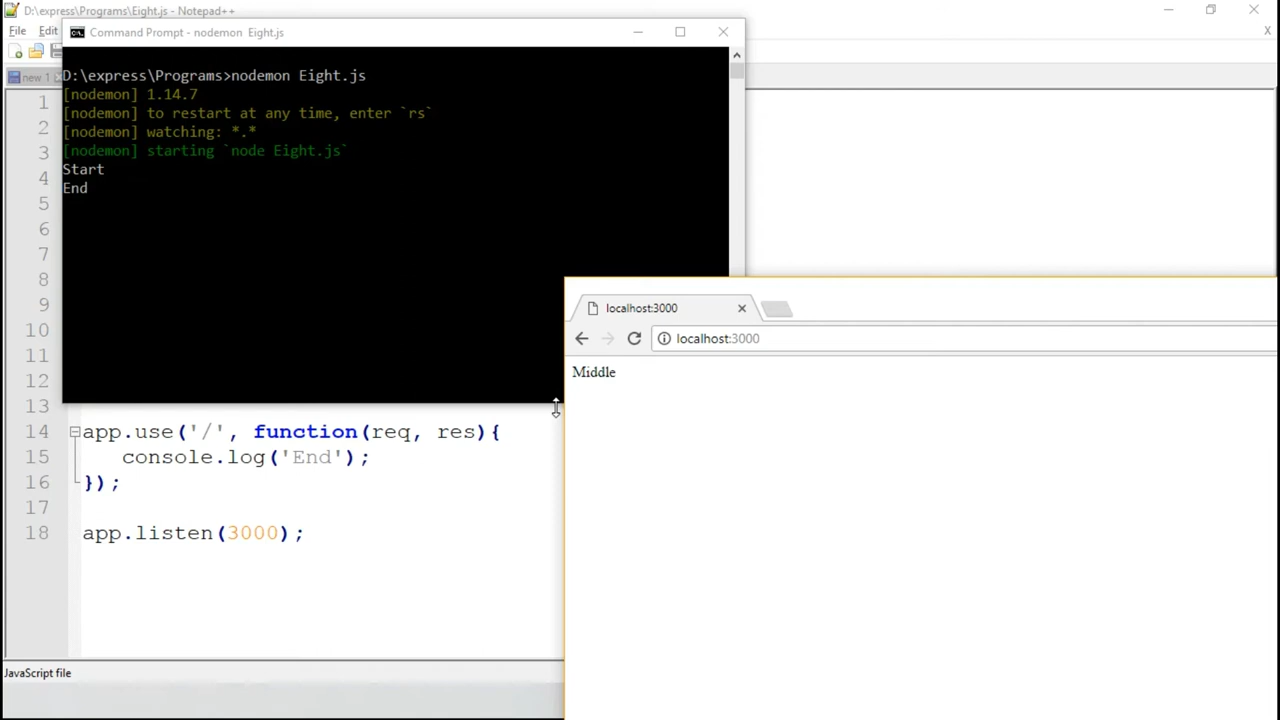 D:\express\Programs\Eight.js - Notepad++
File Edit
Command Prompt - nodemon  Eight.js
new 1
D:\express\Programs>nodemon Eight.js
[nodemon] 1.14.7
[nodemon] to restart at any time, enter `rs`
[nodemon] watching: *.*
[nodemon] starting `node Eight.js`
Start
End
localhost:3000
localhost:3000
Middle
1
2
3
4
5
6
7
8
9
10
11
12
13
14 app.use('/', function(req, res){
15 console.log('End');
16 });
17
18 app.listen(3000);
JavaScript file